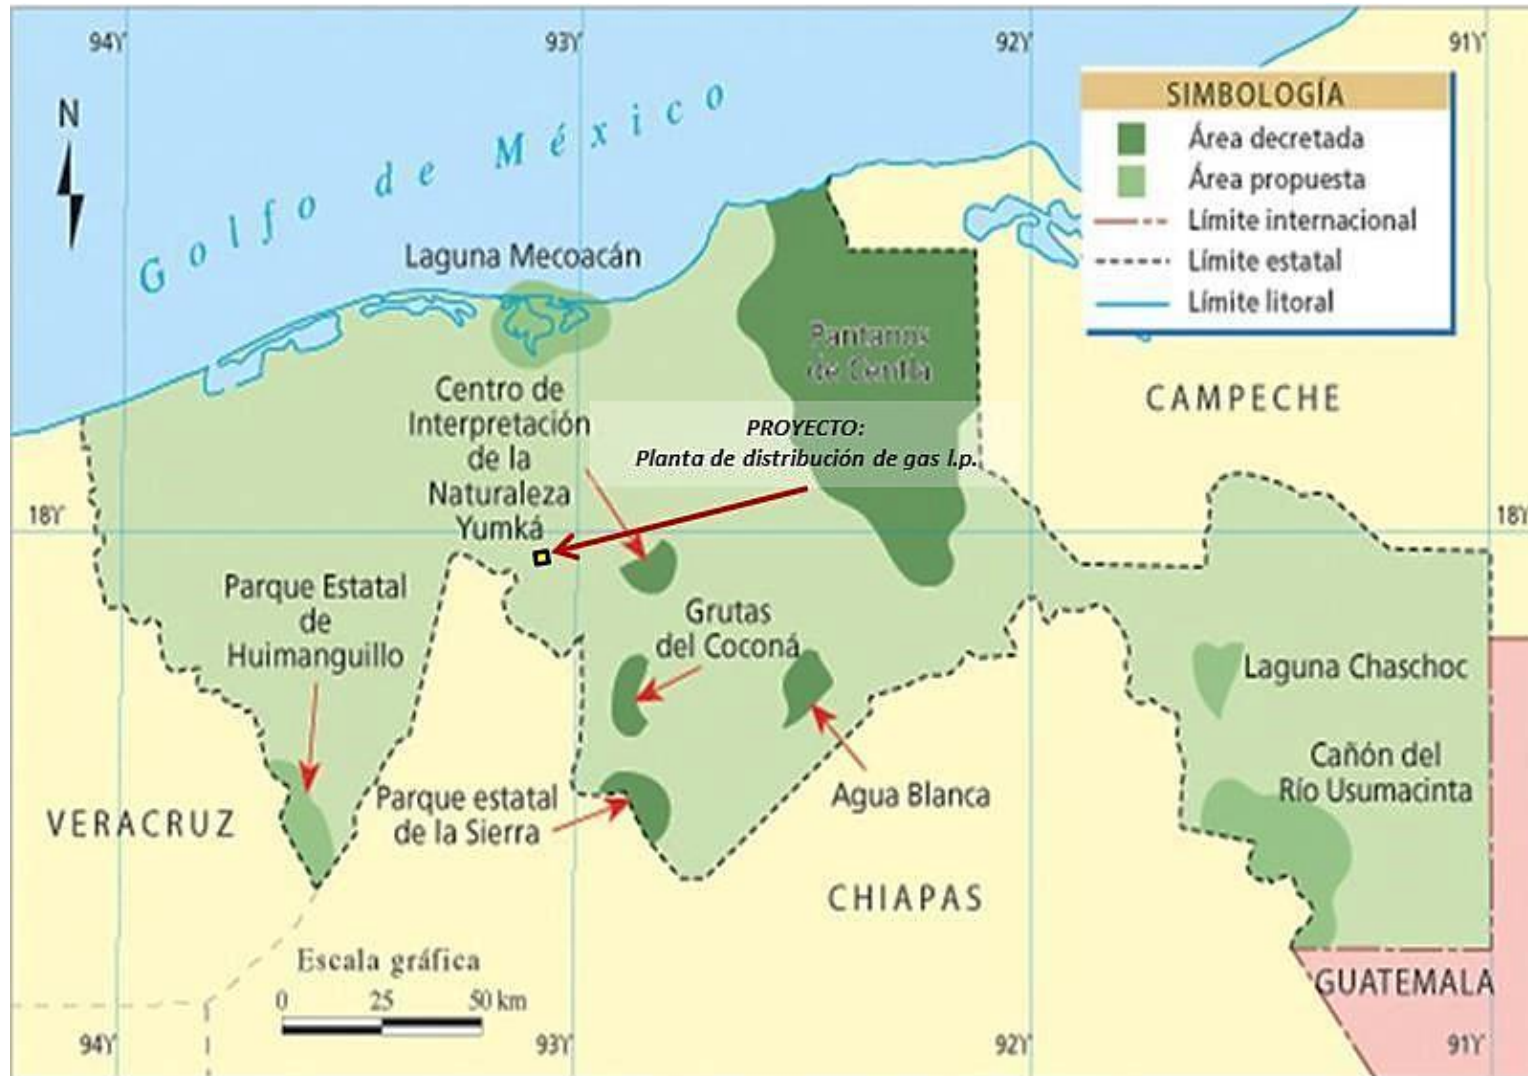 94Y
93Y
92Y
91Y
N
Golfo de México
SIMBOLOGÍA
Área decretada
Área propuesta
Límite internacional
Límite estatal
Límite litoral
Laguna Mecoacán
Pantanos
de Centla
Centro de
Interpretación
de la
Naturaleza
Yumká
PROYECTO:
Planta de distribución de gas l.p.
CAMPECHE
18Y
18Y
Parque Estatal
de
Huimanguillo
Grutas
del Coconá
Laguna Chaschoc
Cañón del
Río Usumacinta
Parque estatal
de la Sierra
Agua Blanca
VERACRUZ
CHIAPAS
Escala gráfica
0 25 50 km
GUATEMALA
94Y
93Y
92Y
91Y